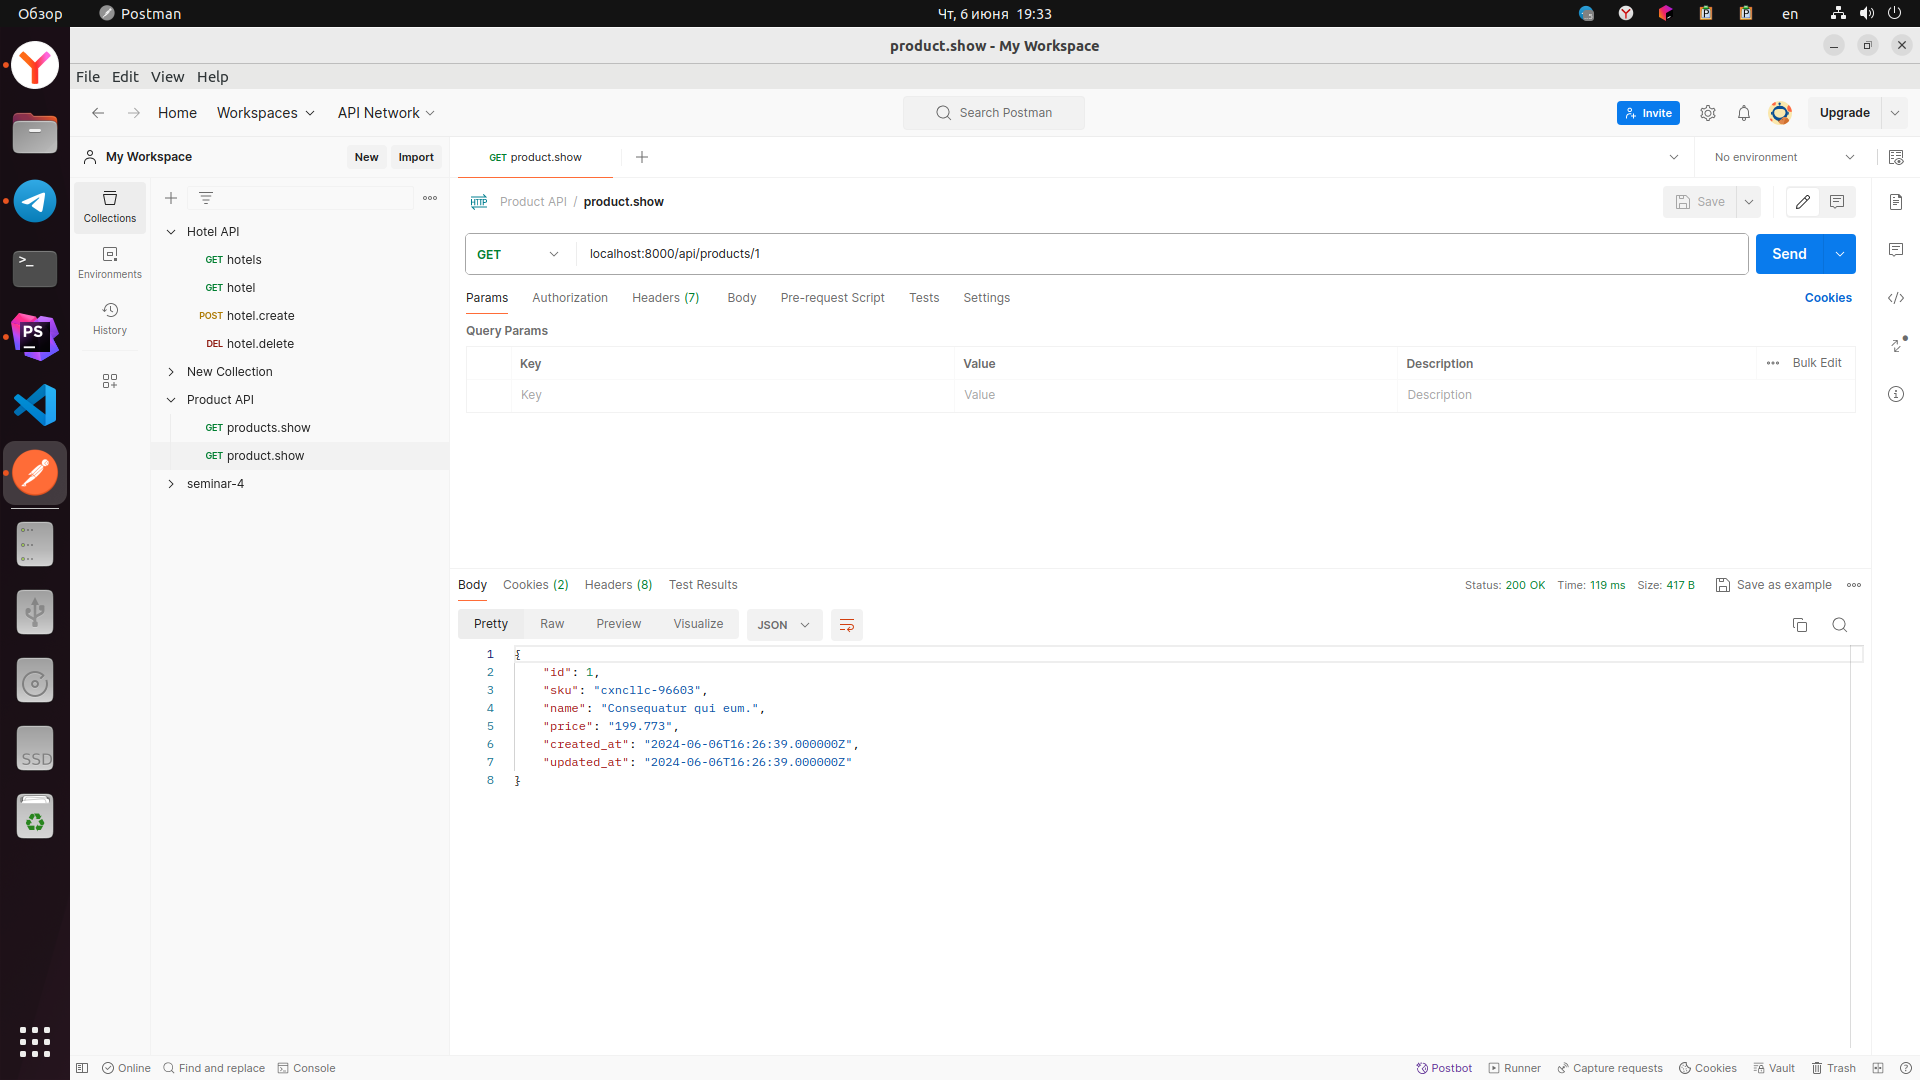 Обзор
Postman
Чт, 6 июня 19:33
en
product.show - My Workspace
File Edit View Help
Home Workspaces API Network
Search Postman
Invite
Upgrade
My Workspace
New
Import
GET product.show
No environment
Collections
Environments
History
Hotel API
GET hotels
GET hotel
POST hotel.create
DEL hotel.delete
New Collection
Product API
GET products.show
GET product.show
seminar-4
HTTP
Product API / product.show
Save
GET
localhost:8000/api/products/1
Send
Params Authorization Headers (7) Body Pre-request Script Tests Settings
Cookies
Query Params
Key Value Description
Bulk Edit
Key Value Description
Body Cookies (2) Headers (8) Test Results
Status: 200 OK Time: 119 ms Size: 417 B
Save as example
Pretty Raw Preview Visualize JSON
1 {
2 "id": 1,
3 "sku": "cxncllc-96603",
4 "name": "Consequatur qui eum.",
5 "price": "199.773",
6 "created_at": "2024-06-06T16:26:39.000000Z",
7 "updated_at": "2024-06-06T16:26:39.000000Z"
8 }
PS
SSD
Online Find and replace Console
Postbot Runner Capture requests Cookies Vault Trash